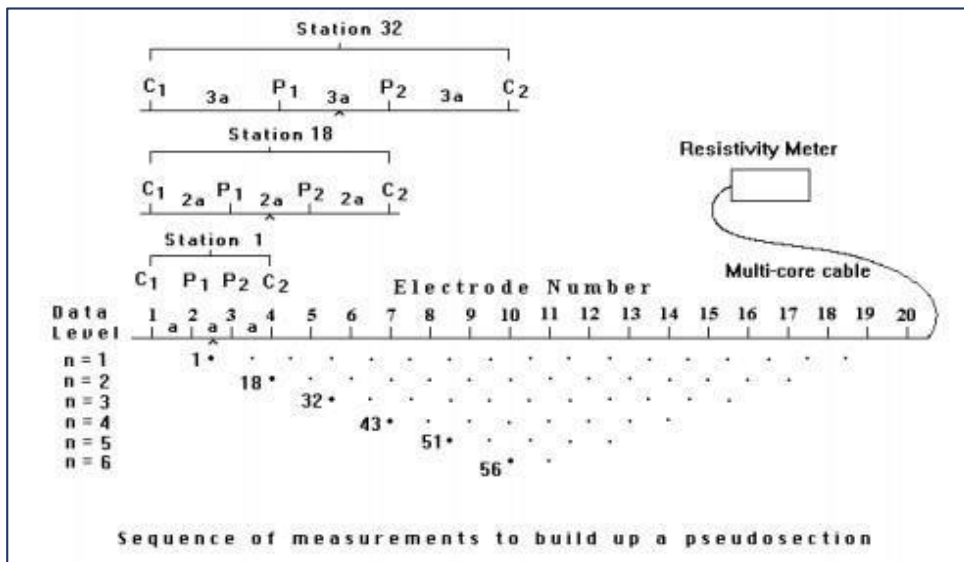 Station 32
C1 3a P1 3a P2 3a C2
Station 18
C1 2a P1 2a P2 2a C2
Resistivity Meter
Station 1
C1 P1 P2 C2
Multi-core cable
Electrode Number
Data
Level
1 2 3 4 5 6 7 8 9 10 11 12 13 14 15 16 17 18 19 20
a a a
n = 1 1
n = 2 18
n = 3 32
n = 4 43
n = 5 51
n = 6 56
Sequence of measurements to build up a pseudosection